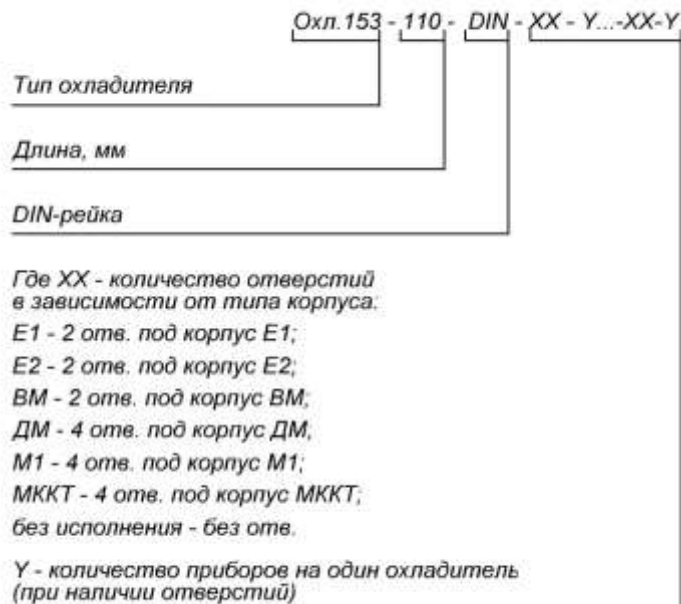 Охл.153 - 110 - DIN - XX - Y...-XX-Y
Тип охладителя
Длина, мм
DIN-рейка
Где XX - количество отверстий
в зависимости от типа корпуса:
Е1 - 2 отв. под корпус Е1;
Е2 - 2 отв. под корпус Е2;
ВМ - 2 отв. под корпус ВМ;
ДМ - 4 отв. под корпус ДМ;
М1 - 4 отв. под корпус М1;
МККТ - 4 отв. под корпус МККТ;
без исполнения - без отв.
Y - количество приборов на один охладитель
(при наличии отверстий)